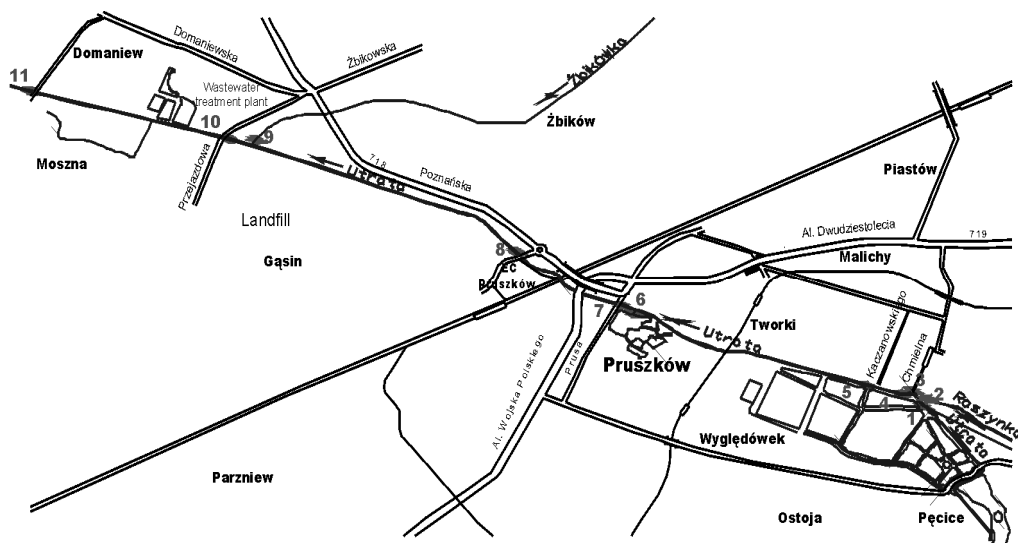 Domaniew
Domaniewska
Żbikowska
11
Wastewater
treatment plant
Żbikówka
Żbików
10
9
Moszna
Przejazdowa
718
Utrata
Poznańska
Piastów
Landfill
Al. Dwudziestolecia
719
Gąsin
8
EC
Pruszków
Malichy
6
7
Tworki
Utrata
Kaczanowskiego
Chmielna
Prusa
Pruszków
Al. Wojska Polskiego
5
3
2
4
1
Raszynka
Utrata
Wyględówek
Parzniew
Ostoja
Pęcice